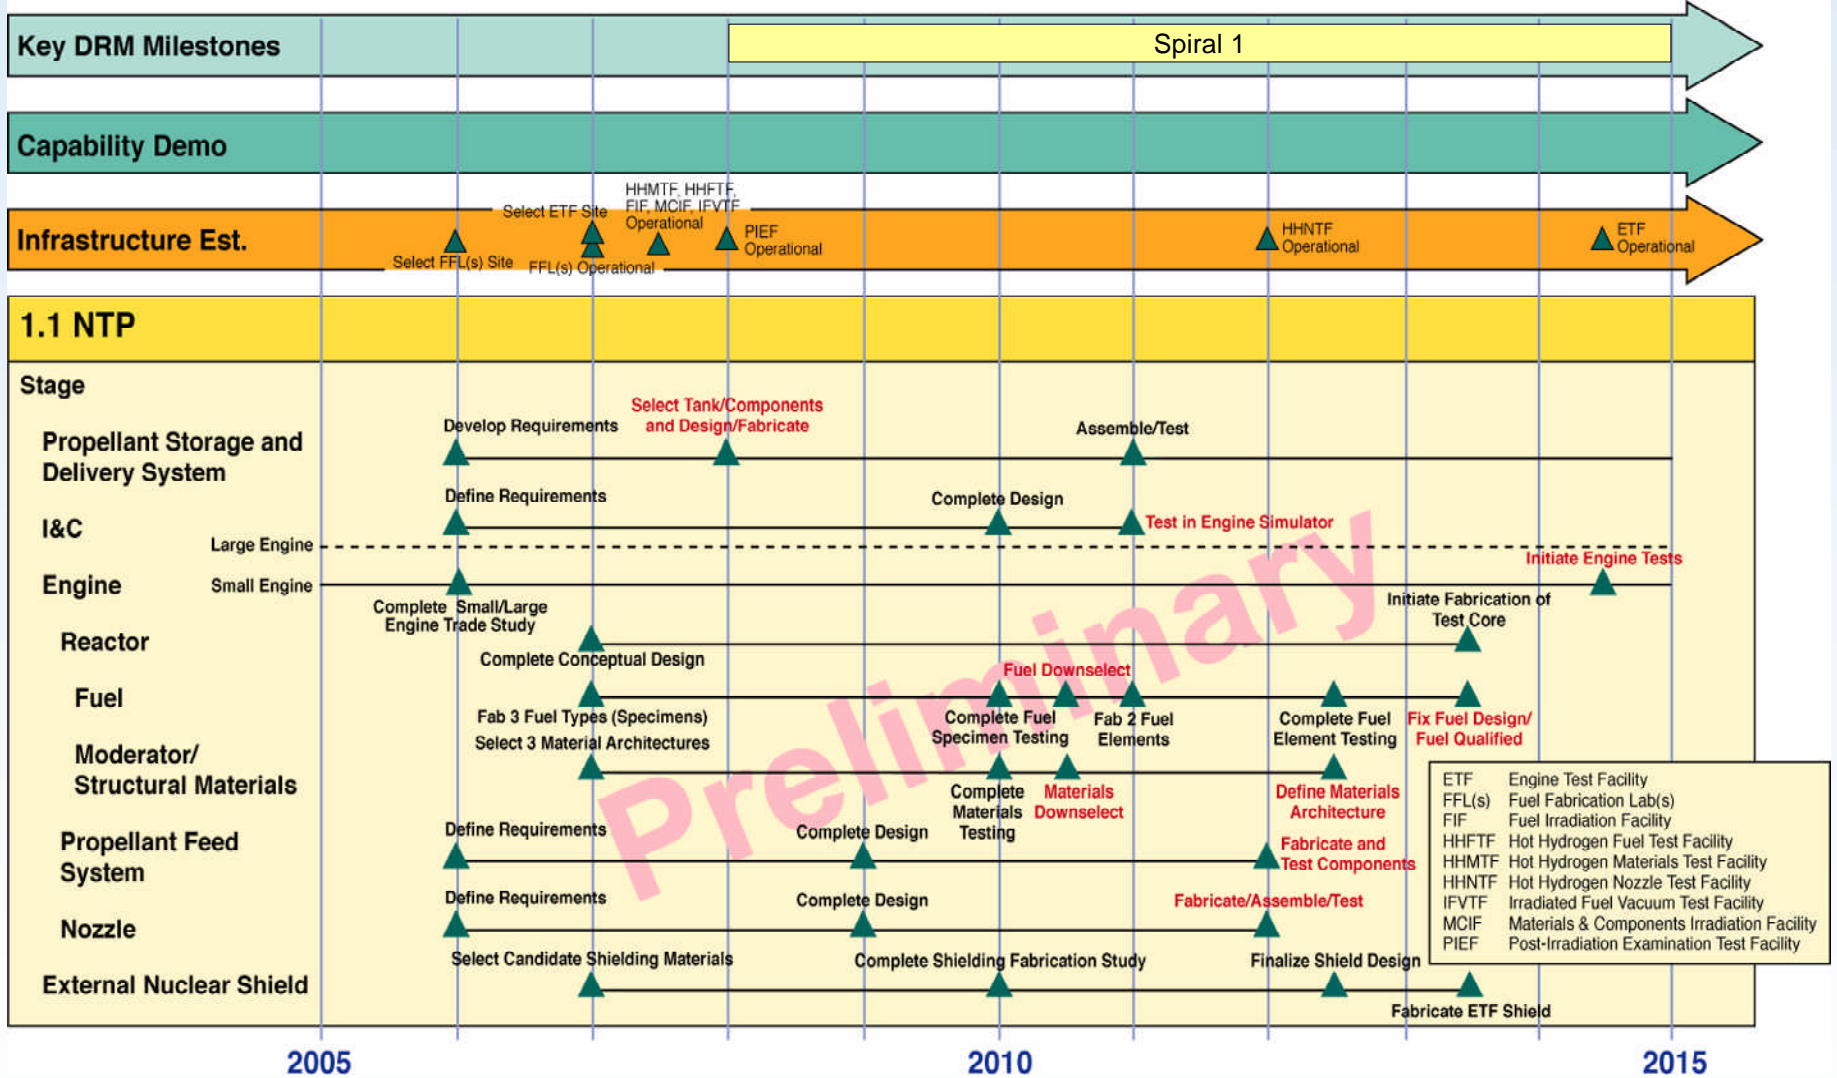 Key DRM Milestones
Spiral 1
Capability Demo
Infrastructure Est.
Select FFL(s) Site
Select ETF Site
FFL(s) Operational
HHMTF, HHFTF,
FIF, MCIF, IFVTF
Operational
PIEF
Operational
HHNTF
Operational
ETF
Operational
1.1 NTP
Stage
Propellant Storage and
Delivery System
Develop Requirements
Select Tank/Components
and Design/Fabricate
Assemble/Test
I&C
Define Requirements
Complete Design
Test in Engine Simulator
Large Engine
Engine
Small Engine
Complete Small/Large
Engine Trade Study
Initiate Engine Tests
Reactor
Complete Conceptual Design
Initiate Fabrication of
Test Core
Fuel
Fab 3 Fuel Types (Specimens)
Complete Fuel
Specimen Testing
Fuel Downselect
Fab 2 Fuel
Elements
Complete Fuel
Element Testing
Fix Fuel Design/
Fuel Qualified
Moderator/
Structural Materials
Select 3 Material Architectures
Complete
Materials
Testing
Materials
Downselect
Define Materials
Architecture
Propellant Feed
System
Define Requirements
Complete Design
Fabricate and
Test Components
Nozzle
Define Requirements
Complete Design
Fabricate/Assemble/Test
External Nuclear Shield
Select Candidate Shielding Materials
Complete Shielding Fabrication Study
Finalize Shield Design
Fabricate ETF Shield
Preliminary
ETF Engine Test Facility
FFL(s) Fuel Fabrication Lab(s)
FIF Fuel Irradiation Facility
HHFTF Hot Hydrogen Fuel Test Facility
HHMTF Hot Hydrogen Materials Test Facility
HHNTF Hot Hydrogen Nozzle Test Facility
IFVTF Irradiated Fuel Vacuum Test Facility
MCIF Materials & Components Irradiation Facility
PIEF Post-Irradiation Examination Test Facility
2005
2010
2015